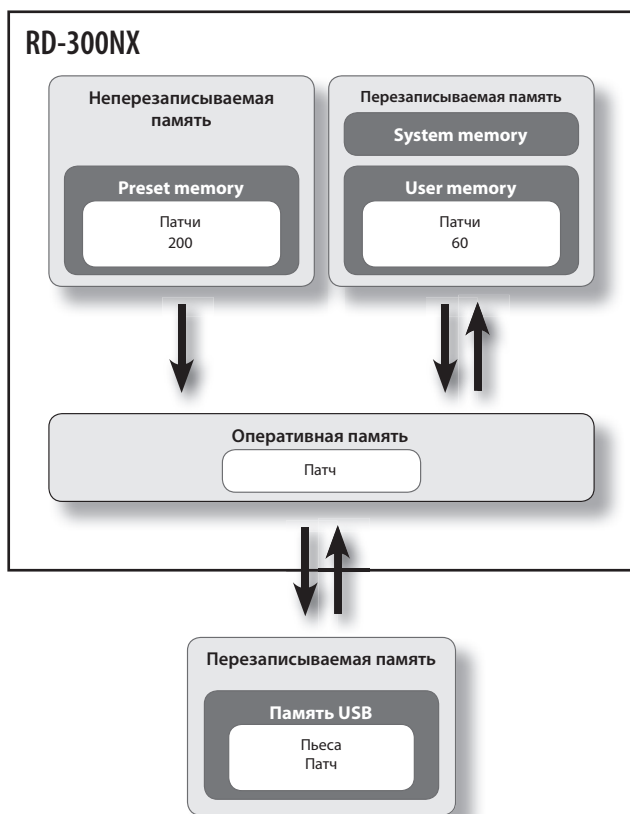 RD-300NX
Неперезаписываемая
память
Preset memory
Патчи
200
Перезаписываемая память
System memory
User memory
Патчи
60
Оперативная память
Патч
Перезаписываемая память
Память USB
Пьеса
Патч